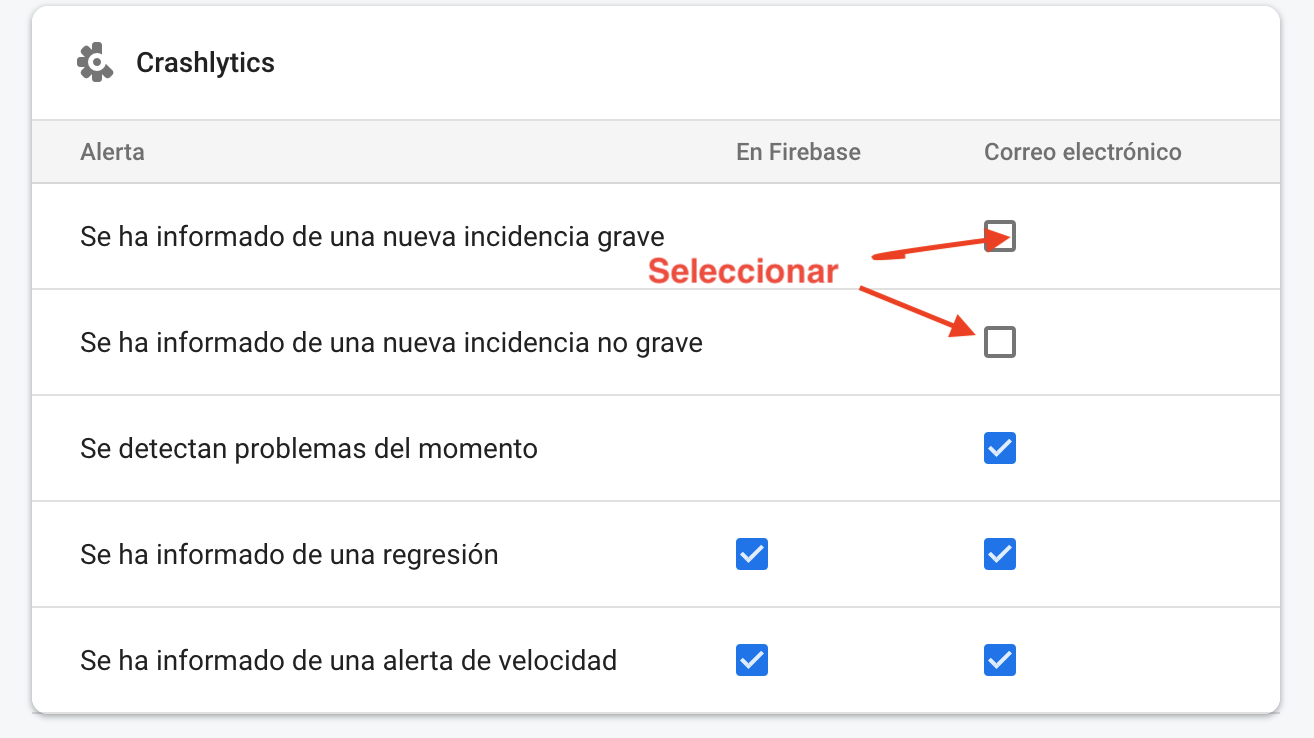 Crashlytics
Alerta En Firebase Correo electrónico
Se ha informado de una nueva incidencia grave
Seleccionar
Se ha informado de una nueva incidencia no grave
Se detectan problemas del momento
Se ha informado de una regresión
Se ha informado de una alerta de velocidad